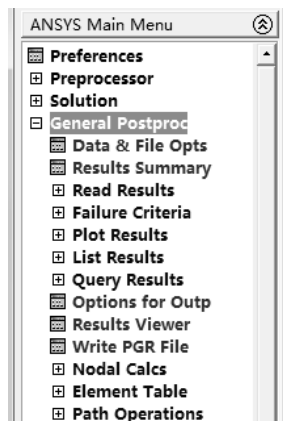 ANSYS Main Menu
Preferences
Preprocessor
Solution
General Postproc
Data & File Opts
Results Summary
Read Results
Failure Criteria
Plot Results
List Results
Query Results
Options for Outp
Results Viewer
Write PGR File
Nodal Calcs
Element Table
Path Operations